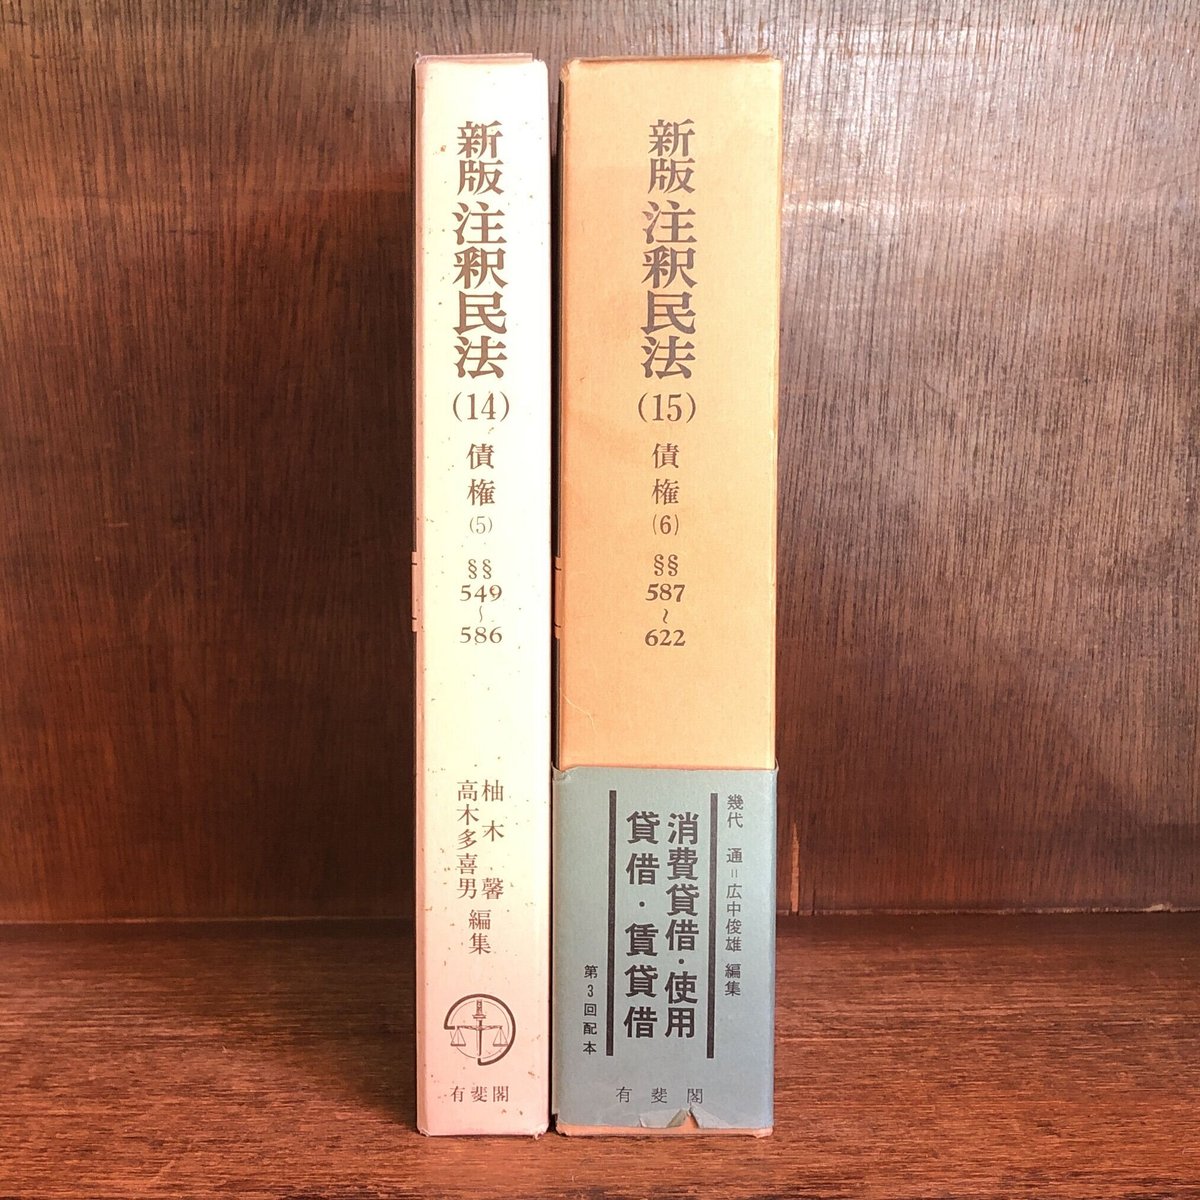 新版 注釈民法
(14)
債権
(5)
§§
549
～
586
柚木 馨
高木多喜男
編集
有斐閣
新版 注釈民法
(15)
債権
(6)
§§
587
～
622
幾代 通＝広中俊雄 編集
消費貸借・使用
貸借・賃貸借
第3回配本
有斐閣